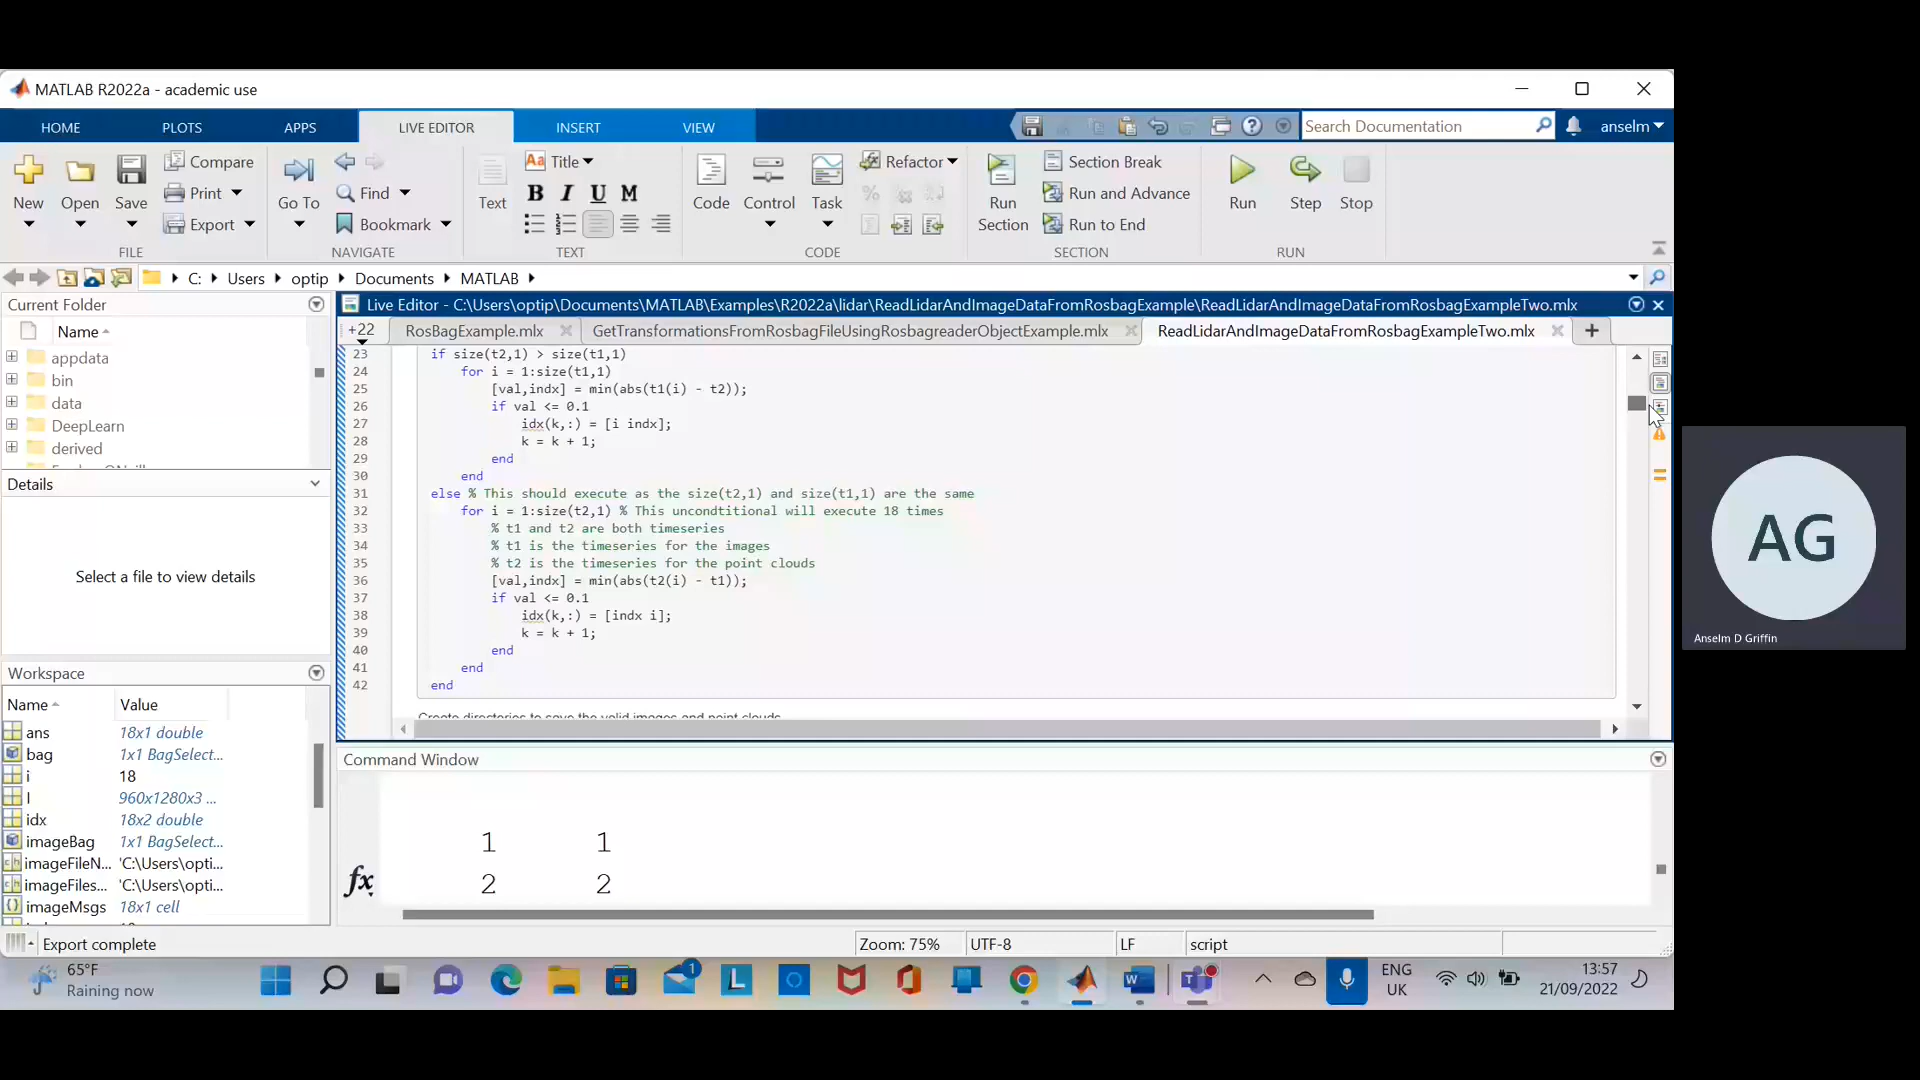 MATLAB R2022a - academic use
HOME PLOTS APPS LIVE EDITOR INSERT VIEW Search Documentation anselm
New Open Save Compare Print Export
Go To Find Bookmark
Text Aa Title B I U M
Code Control Task Refactor
Run Section Section Break Run and Advance Run to End
Run Step Stop
FILE NAVIGATE TEXT CODE SECTION RUN
C: Users optip Documents MATLAB
Current Folder
Name
appdata
bin
data
DeepLearn
derived
Details
Select a file to view details
Workspace
Name Value
ans 18x1 double
bag 1x1 BagSelect...
i 18
I 960x1280x3 ...
idx 18x2 double
imageBag 1x1 BagSelect...
imageFileN... 'C:\Users\opti...
imageFiles... 'C:\Users\opti...
imageMsgs 18x1 cell
Live Editor - C:\Users\optip\Documents\MATLAB\Examples\R2022a\lidar\ReadLidarAndImageDataFromRosbagExample\ReadLidarAndImageDataFromRosbagExampleTwo.mlx
+22 RosBagExample.mlx GetTransformationsFromRosbagFileUsingRosbagreaderObjectExample.mlx ReadLidarAndImageDataFromRosbagExampleTwo.mlx
23 if size(t2,1) > size(t1,1)
24 for i = 1:size(t1,1)
25 [val,indx] = min(abs(t1(i) - t2));
26 if val <= 0.1
27 idx(k,:) = [i indx];
28 k = k + 1;
29 end
30 end
31 else % This should execute as the size(t2,1) and size(t1,1) are the same
32 for i = 1:size(t2,1) % This uncondtitional will execute 18 times
33 % t1 and t2 are both timeseries
34 % t1 is the timeseries for the images
35 % t2 is the timeseries for the point clouds
36 [val,indx] = min(abs(t2(i) - t1));
37 if val <= 0.1
38 idx(k,:) = [indx i];
39 k = k + 1;
40 end
41 end
42 end
Create directories to save the valid images and point clouds
Command Window
1 1
2 2
fx
Export complete Zoom: 75% UTF-8 LF script
65°F
Raining now
1
ENG
UK
13:57
21/09/2022
AG
Anselm D Griffin